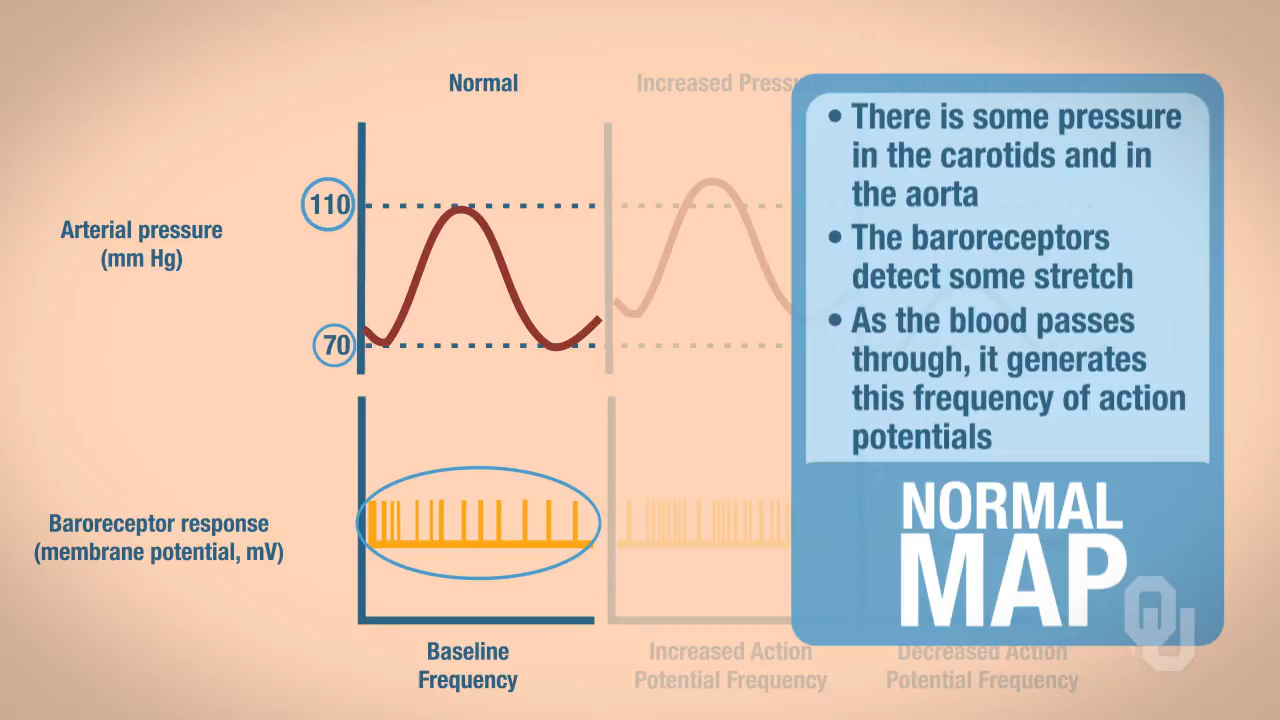 Normal
Increased Pressu
110
70
Arterial pressure
(mm Hg)
Baroreceptor response
(membrane potential, mV)
Baseline
Frequency
Increased Action
Potential Frequency
Decreased Action
Potential Frequency
• There is some pressure
in the carotids and in
the aorta
• The baroreceptors
detect some stretch
• As the blood passes
through, it generates
this frequency of action
potentials
NORMAL
MAP
OU